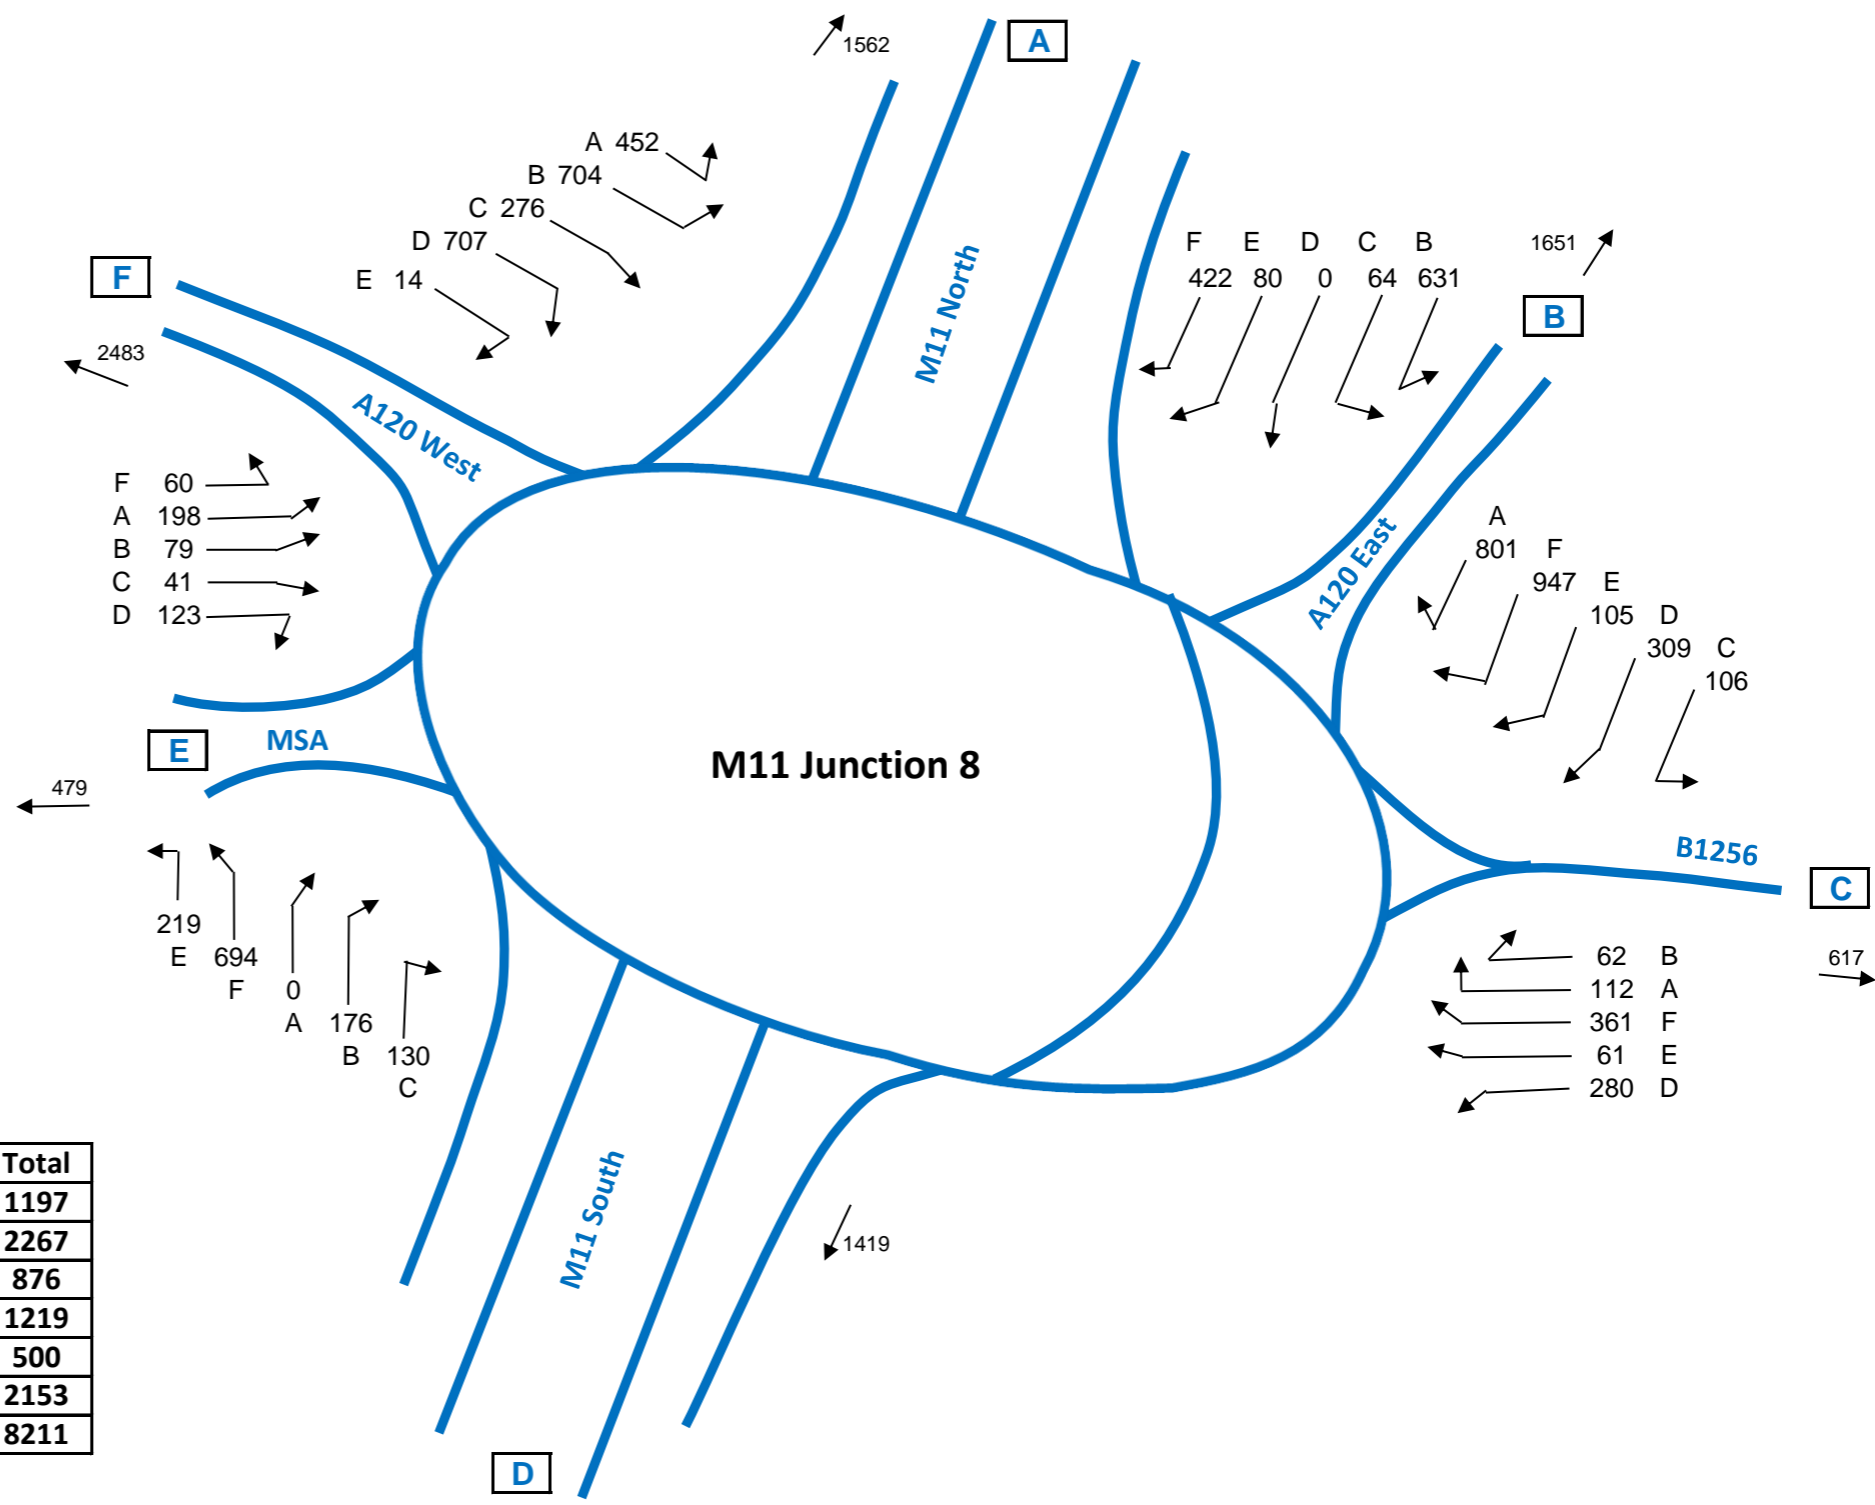 A
1562
A 452
B 704
C 276
D 707
E 14
F
2483
A120 West
M11 North
F E D C B
422 80 0 64 631
1651
B
A120 East
A
801 F
947 E
105 D
309 C
106
F 60
A 198
B 79
C 41
D 123
MSA
E
479
M11 Junction 8
B1256
C
617
219
E 694
F 0
A 176
B 130
C
62 B
112 A
361 F
61 E
280 D
Total
1197
2267
876
1219
500
2153
8211
M11 South
1419
D